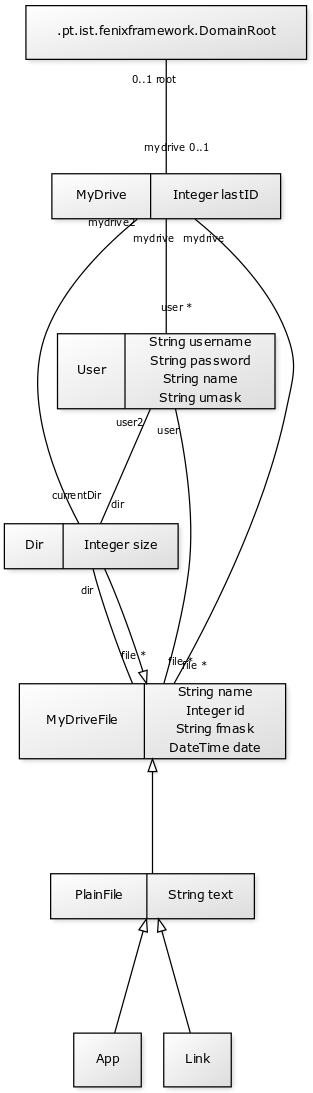 .pt.ist.fenixframework.DomainRoot
0..1 root
mydrive 0..1
MyDrive
Integer lastID
mydrive2
mydrive
mydrive
user *
User
String username
String password
String name
String umask
user2
user
currentDir
dir
Dir
Integer size
dir
file *
file *
file *
MyDriveFile
String name
Integer id
String fmask
DateTime date
PlainFile
String text
App
Link